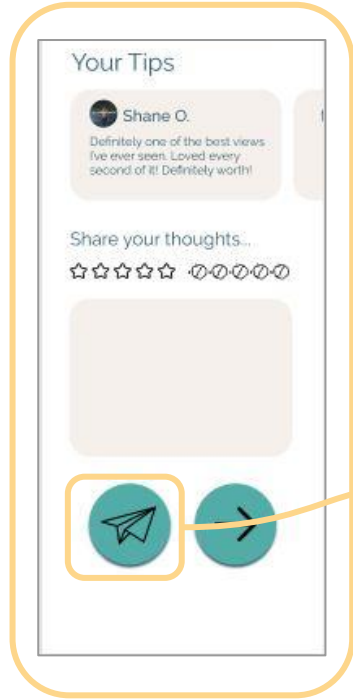 Your Tips
Shane O.
Definitely one of the best views
I've ever seen. Loved every
second of it! Definitely worth!
Share your thoughts...